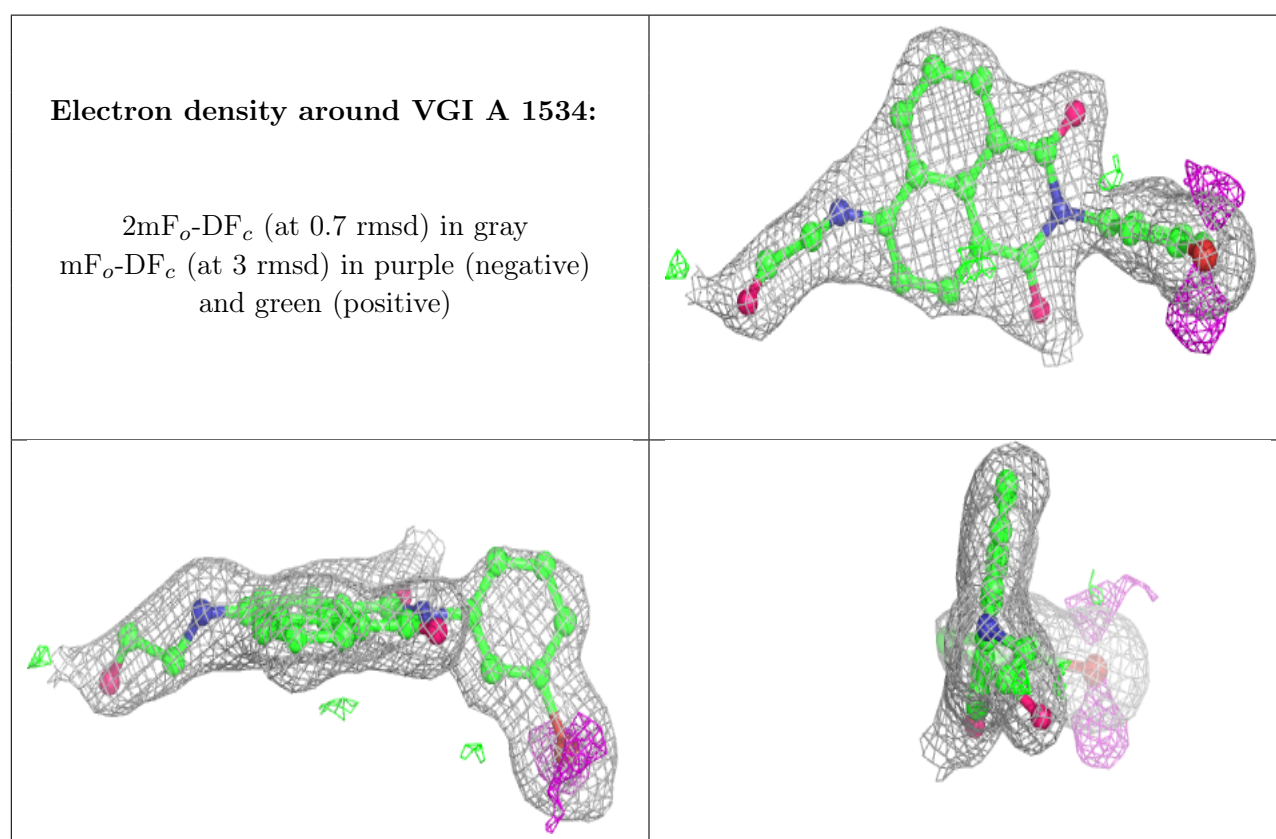 Electron density around VGI A 1534:
2mFo-DFc (at 0.7 rmsd) in gray
mFo-DFc (at 3 rmsd) in purple (negative)
and green (positive)